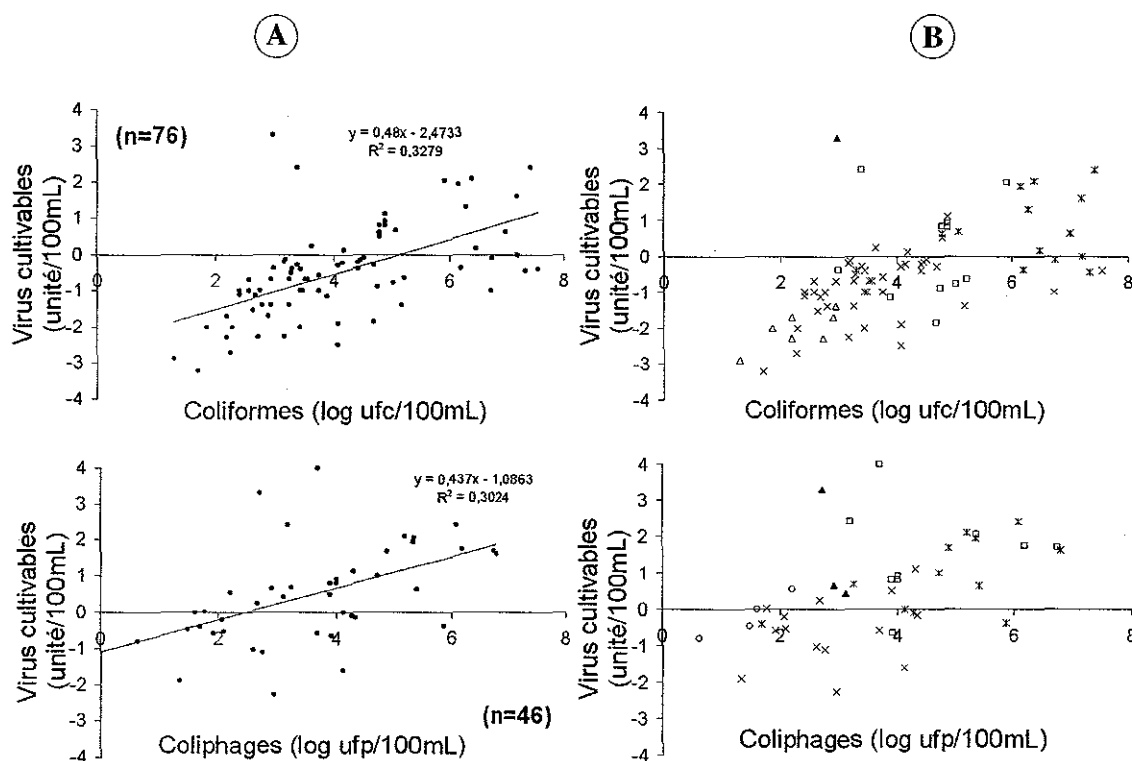 A
B
4
3
2
1
0
-1
-2
-3
-4
0
2
4
6
8
(n=76)
y = 0,48x - 2,4733
R² = 0,3279
Virus cultivables
(unité/100mL)
Coliformes (log ufc/100mL)
4
3
2
1
0
-1
-2
-3
-4
0
2
4
6
8
Virus cultivables
(unité/100mL)
Coliformes (log ufc/100mL)
4
3
2
1
0
-1
-2
-3
-4
0
2
4
6
8
y = 0,437x - 1,0863
R² = 0,3024
(n=46)
Virus cultivables
(unité/100mL)
Coliphages (log ufp/100mL)
4
3
2
1
0
-1
-2
-3
-4
0
2
4
6
8
Virus cultivables
(unité/100mL)
Coliphages (log ufp/100mL)